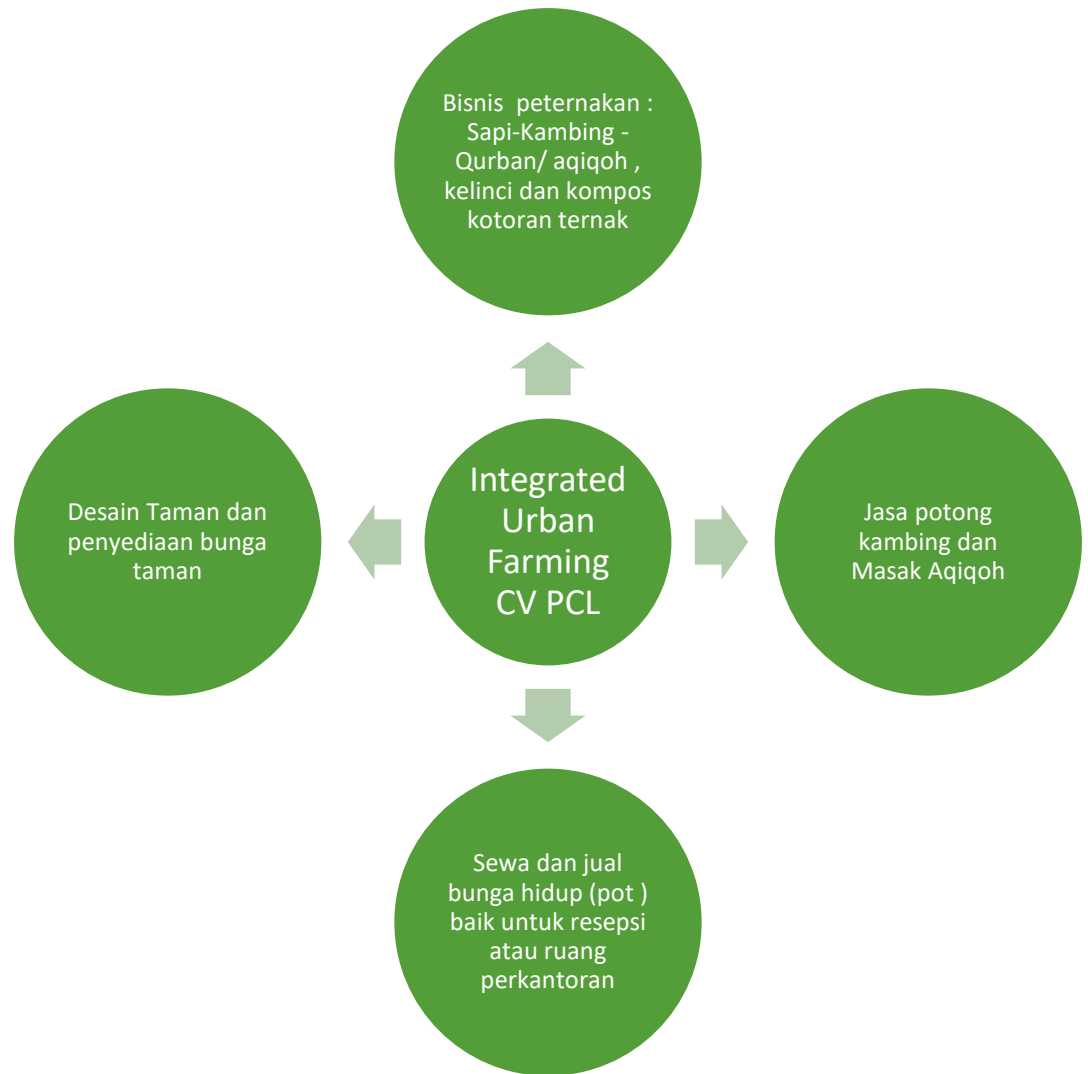 Bisnis peternakan :
Sapi-Kambing -
Qurban/ aqiqoh ,
kelinci dan kompos
kotoran ternak
Desain Taman dan
penyediaan bunga
taman
Integrated
Urban
Farming
CV PCL
Jasa potong
kambing dan
Masak Aqiqoh
Sewa dan jual
bunga hidup (pot )
baik untuk resepsi
atau ruang
perkantoran